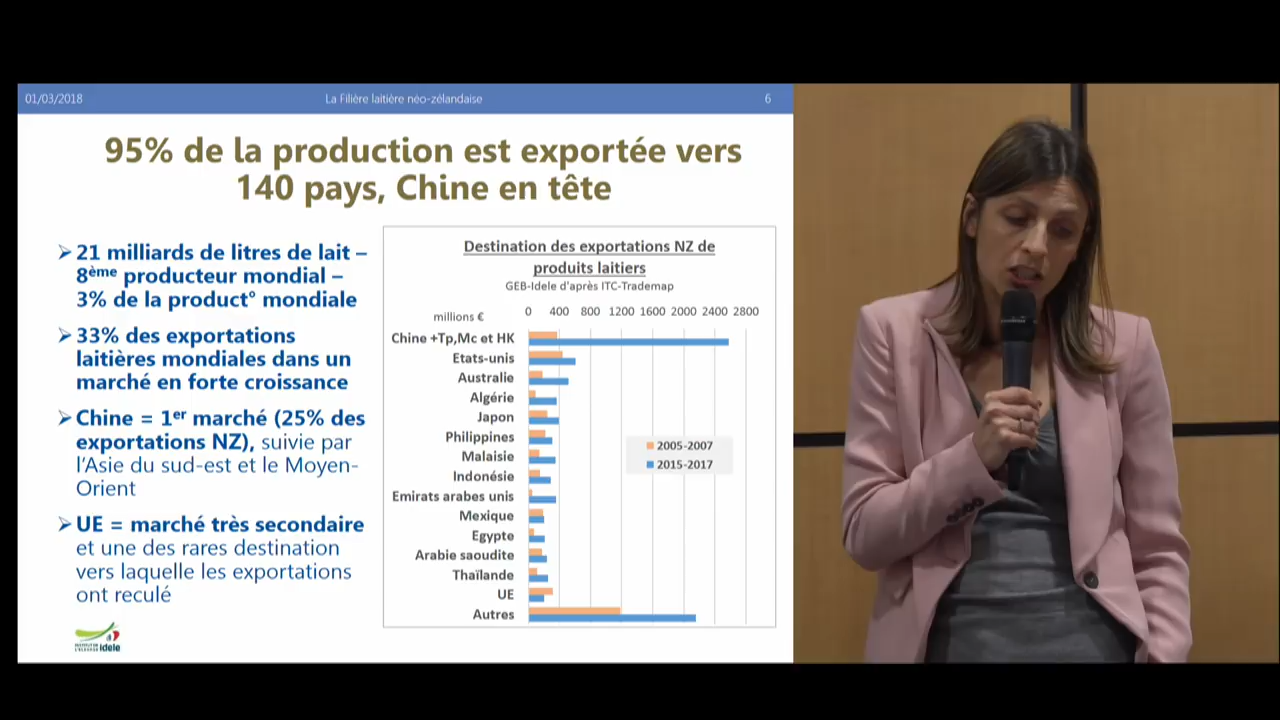 01/03/2018
La Filière laitière néo-zélandaise
6
95% de la production est exportée vers
140 pays, Chine en tête
21 milliards de litres de lait –
8ème producteur mondial –
3% de la product° mondiale
33% des exportations
laitières mondiales dans un
marché en forte croissance
Chine = 1er marché (25% des
exportations NZ), suivie par
l'Asie du sud-est et le Moyen-
Orient
UE = marché très secondaire
et une des rares destination
vers laquelle les exportations
ont reculé
Destination des exportations NZ de
produits laitiers
GEB-Idele d'après ITC-Trademap
millions €
0 400 800 1200 1600 2000 2400 2800
Chine +Tp,Mc et HK
Etats-unis
Australie
Algérie
Japon
Philippines
Malaisie
Indonésie
Emirats arabes unis
Mexique
Egypte
Arabie saoudite
Thaïlande
UE
Autres
2005-2007
2015-2017
INSTITUT DE
L'ELEVAGE idele